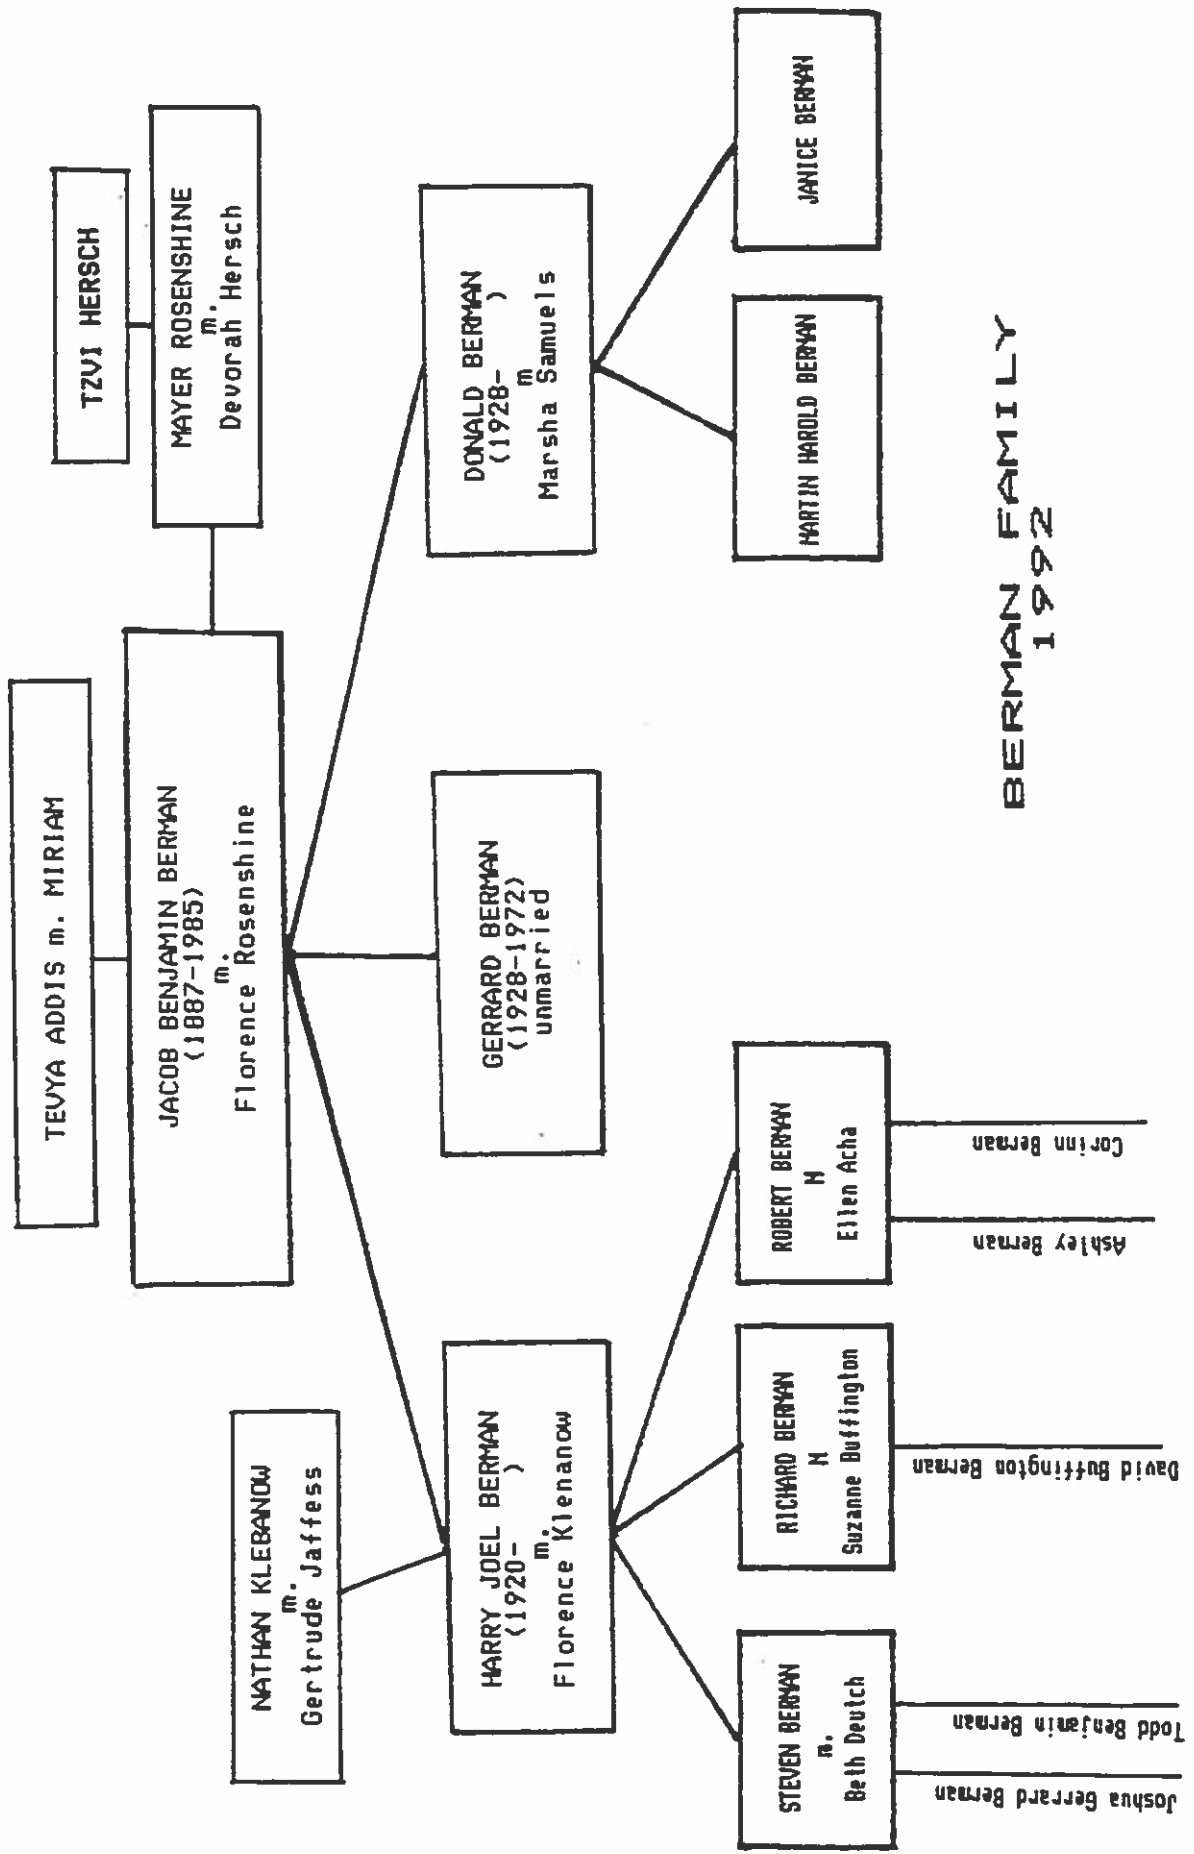 TEVYA ADDIS m. MIRIAM
TZVI HERSCH
JACOB BENJAMIN BERMAN
(1887-1985)
m.
Florence Rosenshine
MAYER ROSENSHINE
m.
Devorah Hersch
NATHAN KLEBANOW
m.
Gertrude Jaffess
HARRY JOEL BERMAN
(1920- )
m.
Florence Klenanow
GERRARD BERMAN
(1928-1972)
unmarried
DONALD BERMAN
(1928- )
m
Marsha Samuels
STEVEN BERMAN
m.
Beth Deutch
RICHARD BERMAN
M
Suzanne Buffington
ROBERT BERMAN
M
Ellen Acha
MARTIN HAROLD BERMAN
JANICE BERMAN
Joshua Gerrard Berman
Todd Benjamin Berman
David Buffington Berman
Ashley Berman
Corinn Berman
BERMAN FAMILY
1992